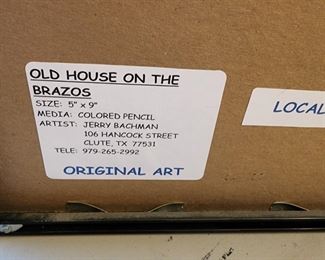 OLD HOUSE ON THE
BRAZOS
SIZE: 5" x 9"
MEDIA: COLORED PENCIL
ARTIST: JERRY BACHMAN
106 HANCOCK STREET
CLUTE, TX 77531
TELE: 979-265-2992
ORIGINAL ART
LOCAL